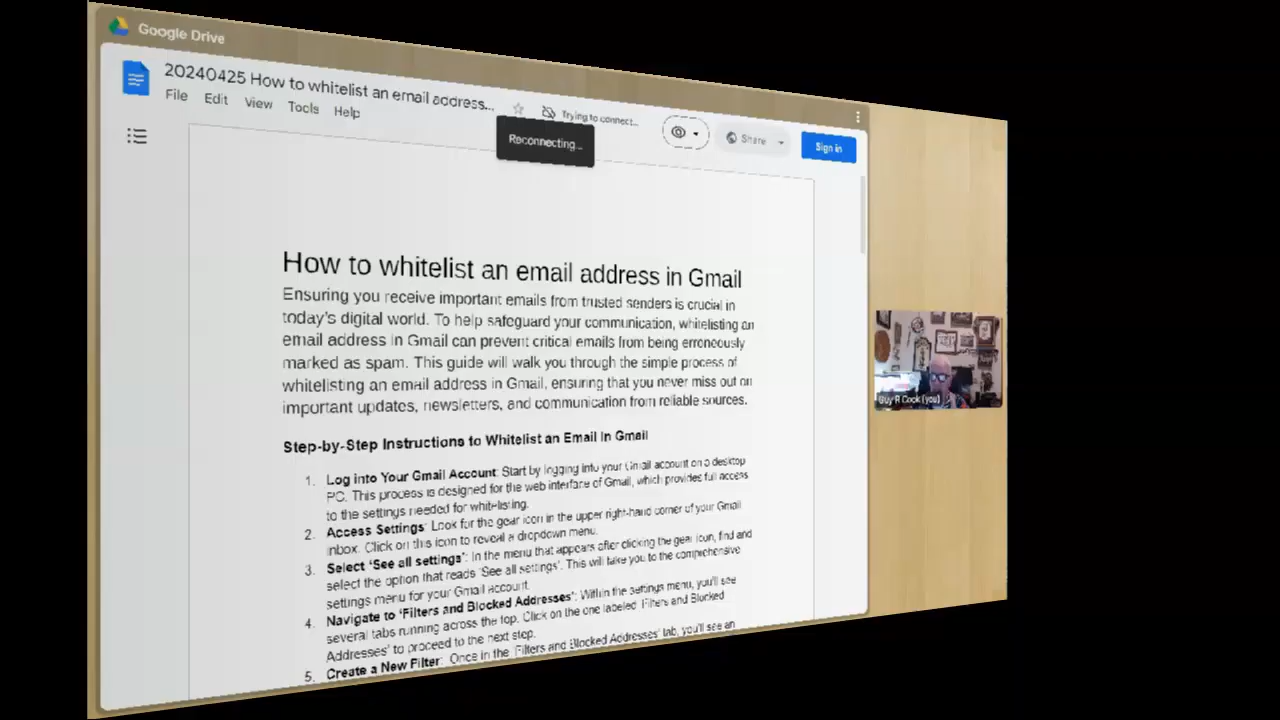 Google Drive
20240425 How to whitelist an email address...
Trying to connect...
File Edit View Tools Help
Reconnecting...
Share
Sign in
How to whitelist an email address in Gmail
Ensuring you receive important emails from trusted senders is crucial in
today's digital world. To help safeguard your communication, whitelisting an
email address in Gmail can prevent critical emails from being erroneously
marked as spam. This guide will walk you through the simple process of
whitelisting an email address in Gmail, ensuring that you never miss out on
important updates, newsletters, and communication from reliable sources.
Step-by-Step Instructions to Whitelist an Email in Gmail
1. Log into Your Gmail Account: Start by logging into your Gmail account on a desktop
PC. This process is designed for the web interface of Gmail, which provides full access
to the settings needed for whitelisting.
2. Access Settings: Look for the gear icon in the upper right-hand corner of your Gmail
inbox. Click on this icon to reveal a dropdown menu.
3. Select 'See all settings': In the menu that appears after clicking the gear icon, find and
select the option that reads 'See all settings'. This will take you to the comprehensive
settings menu for your Gmail account.
4. Navigate to 'Filters and Blocked Addresses': Within the settings menu, you'll see
several tabs running across the top. Click on the one labeled 'Filters and Blocked
Addresses' to proceed to the next step.
5. Create a New Filter: Once in the 'Filters and Blocked Addresses' tab, you'll see an
Guy R Cook (you)